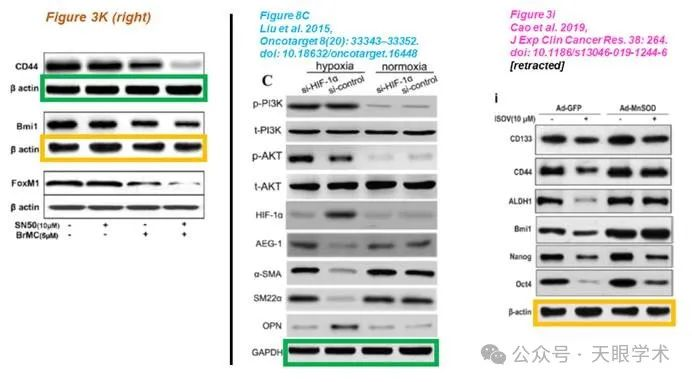 Figure 3K (right)
CD44
β actin
Bmi1
β actin
FoxM1
β actin
SN50(10μM) - + - +
BrMC(5μM) - - + +
Figure 8C
Liu et al. 2015,
Oncotarget 8(20): 33343–33352.
doi: 10.18632/oncotarget.16448
C
hypoxia normoxia
si-HIF-1α si-control si-HIF-1α si-control
p-PI3K
t-PI3K
p-AKT
t-AKT
HIF-1α
AEG-1
α-SMA
SM22α
OPN
GAPDH
Figure 3i
Cao et al. 2019,
J Exp Clin Cancer Res. 38: 264.
doi: 10.1186/s13046-019-1244-6
[retracted]
i
Ad-GFP Ad-MnSOD
ISOV(10 μM) - + - +
CD133
CD44
ALDH1
Bmi1
Nanog
Oct4
β-actin
公众号 · 天眼学术